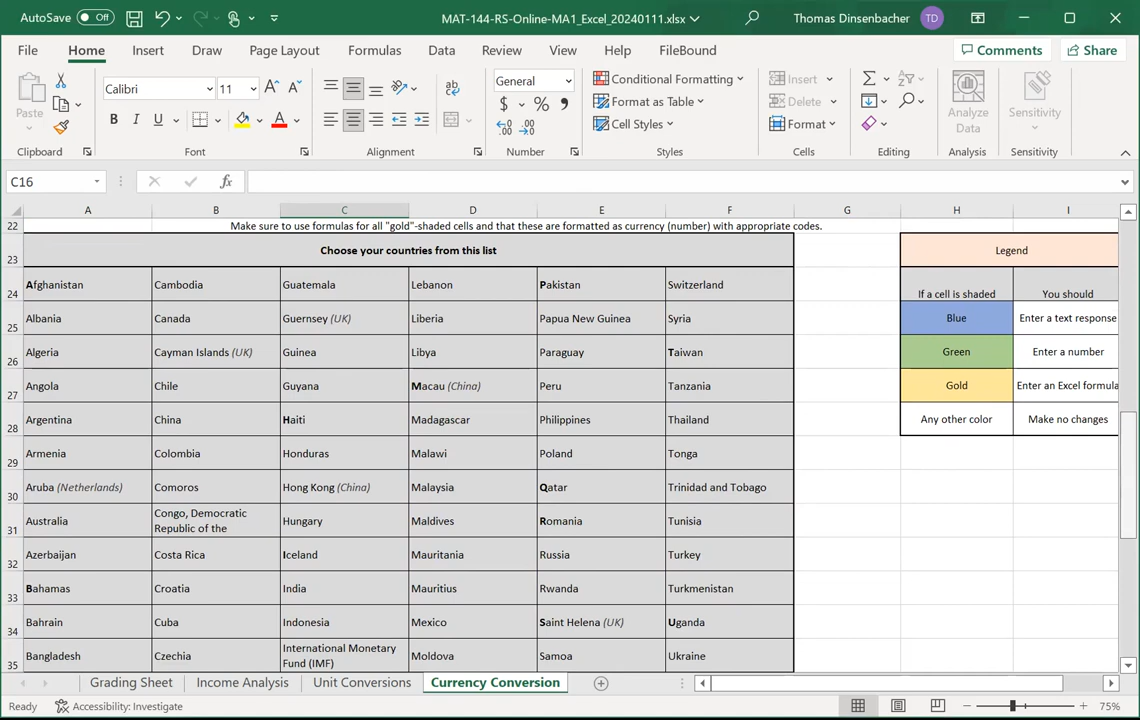 AutoSave Off MAT-144-RS-Online-MA1_Excel_20240111.xlsx Thomas Dinsenbacher TD
File Home Insert Draw Page Layout Formulas Data Review View Help FileBound Comments Share
Paste Calibri 11 General Conditional Formatting Format as Table Cell Styles Insert Delete Format Analyze Data Sensitivity
Clipboard Font Alignment Number Styles Cells Editing Analysis Sensitivity
C16 fx
A B C D E F G H I
22 Make sure to use formulas for all "gold"-shaded cells and that these are formatted as currency (number) with appropriate codes.
23 Choose your countries from this list Legend
24 Afghanistan Cambodia Guatemala Lebanon Pakistan Switzerland If a cell is shaded You should
25 Albania Canada Guernsey (UK) Liberia Papua New Guinea Syria Blue Enter a text response
26 Algeria Cayman Islands (UK) Guinea Libya Paraguay Taiwan Green Enter a number
27 Angola Chile Guyana Macau (China) Peru Tanzania Gold Enter an Excel formula
28 Argentina China Haiti Madagascar Philippines Thailand Any other color Make no changes
29 Armenia Colombia Honduras Malawi Poland Tonga
30 Aruba (Netherlands) Comoros Hong Kong (China) Malaysia Qatar Trinidad and Tobago
31 Australia Congo, Democratic Republic of the Hungary Maldives Romania Tunisia
32 Azerbaijan Costa Rica Iceland Mauritania Russia Turkey
33 Bahamas Croatia India Mauritius Rwanda Turkmenistan
34 Bahrain Cuba Indonesia Mexico Saint Helena (UK) Uganda
35 Bangladesh Czechia International Monetary Fund (IMF) Moldova Samoa Ukraine
Grading Sheet Income Analysis Unit Conversions Currency Conversion
Ready Accessibility: Investigate 75%